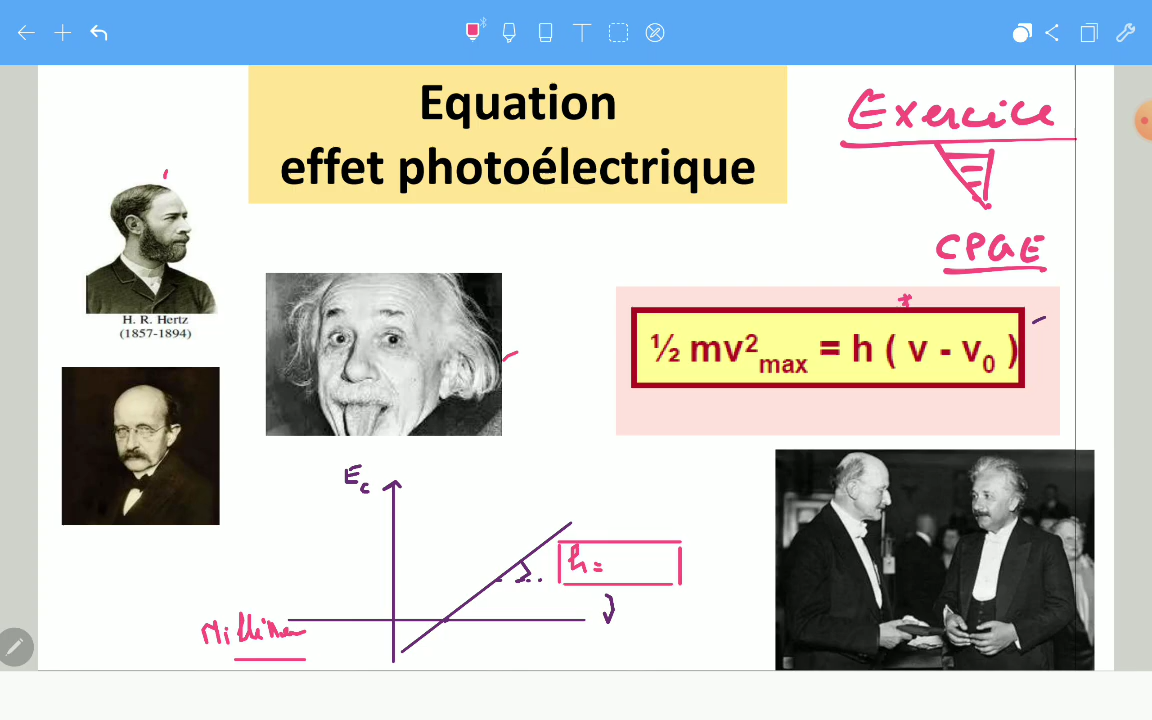 Equation
effet photoélectrique
Exercice
CPGE
H. R. Hertz
(1857-1894)
½ mv²max = h ( ν - ν0 )
Ec
h =
ν